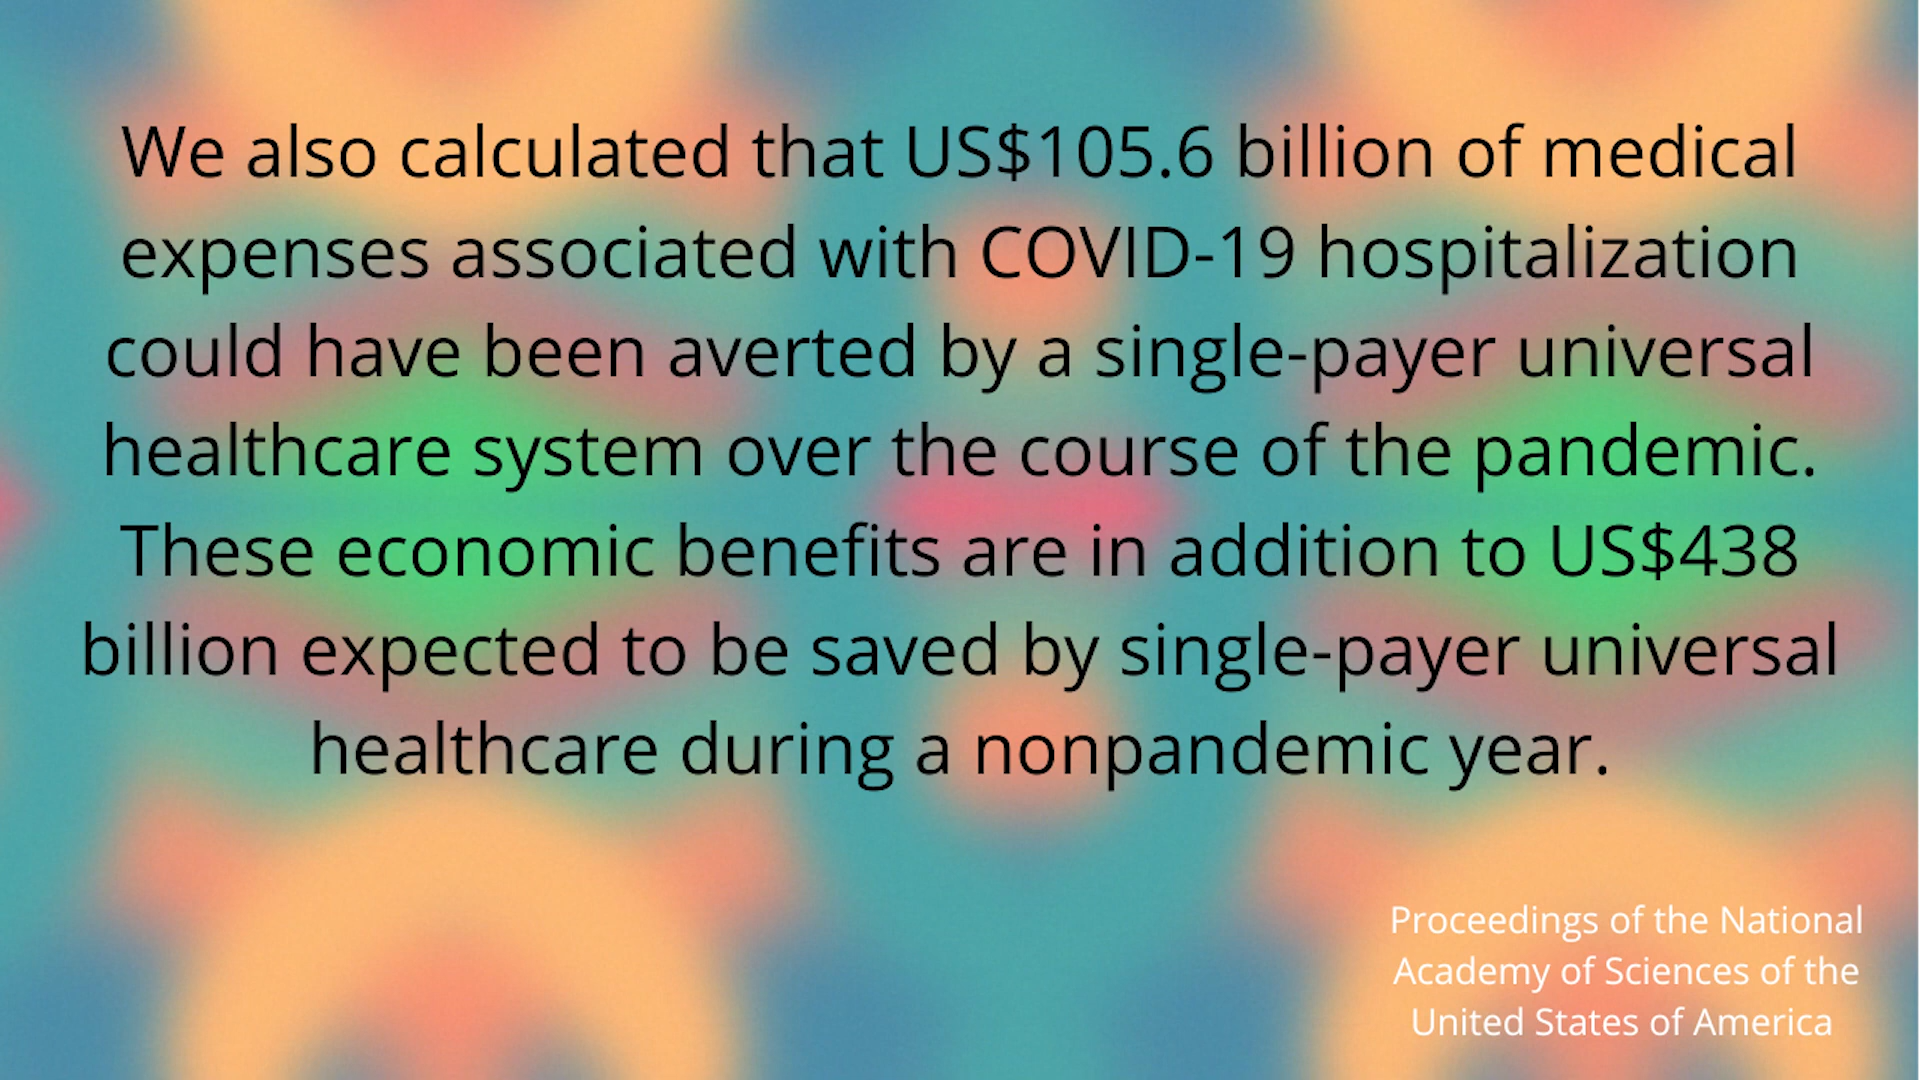 We also calculated that US$105.6 billion of medical
expenses associated with COVID-19 hospitalization
could have been averted by a single-payer universal
healthcare system over the course of the pandemic.
These economic benefits are in addition to US$438
billion expected to be saved by single-payer universal
healthcare during a nonpandemic year.
Proceedings of the National
Academy of Sciences of the
United States of America